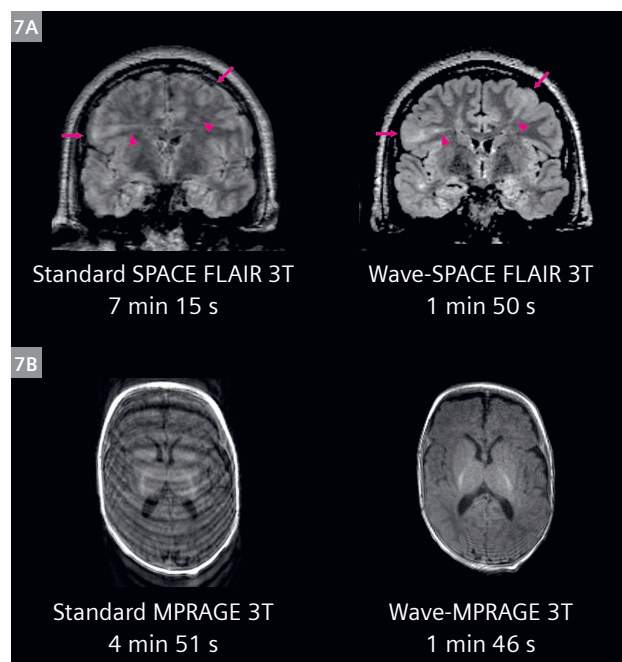 7A
Standard SPACE FLAIR 3T
7 min 15 s
Wave-SPACE FLAIR 3T
1 min 50 s
7B
Standard MPRAGE 3T
4 min 51 s
Wave-MPRAGE 3T
1 min 46 s